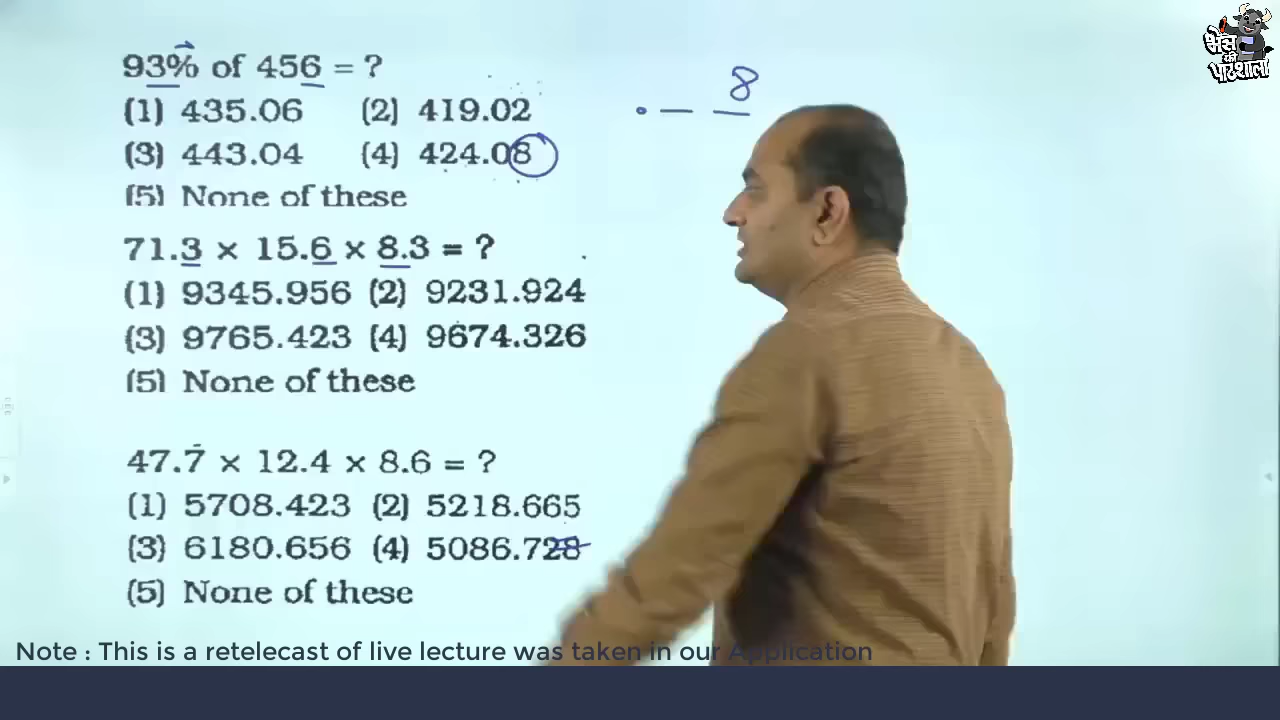 93% of 456 = ?
(1) 435.06 (2) 419.02
(3) 443.04 (4) 424.08
(5) None of these
8
71.3 × 15.6 × 8.3 = ?
(1) 9345.956 (2) 9231.924
(3) 9765.423 (4) 9674.326
(5) None of these
47.7 × 12.4 × 8.6 = ?
(1) 5708.423 (2) 5218.665
(3) 6180.656 (4) 5086.728
(5) None of these
Note : This is a retelecast of live lecture was taken in our Application
भैंस
की
पाठशाला